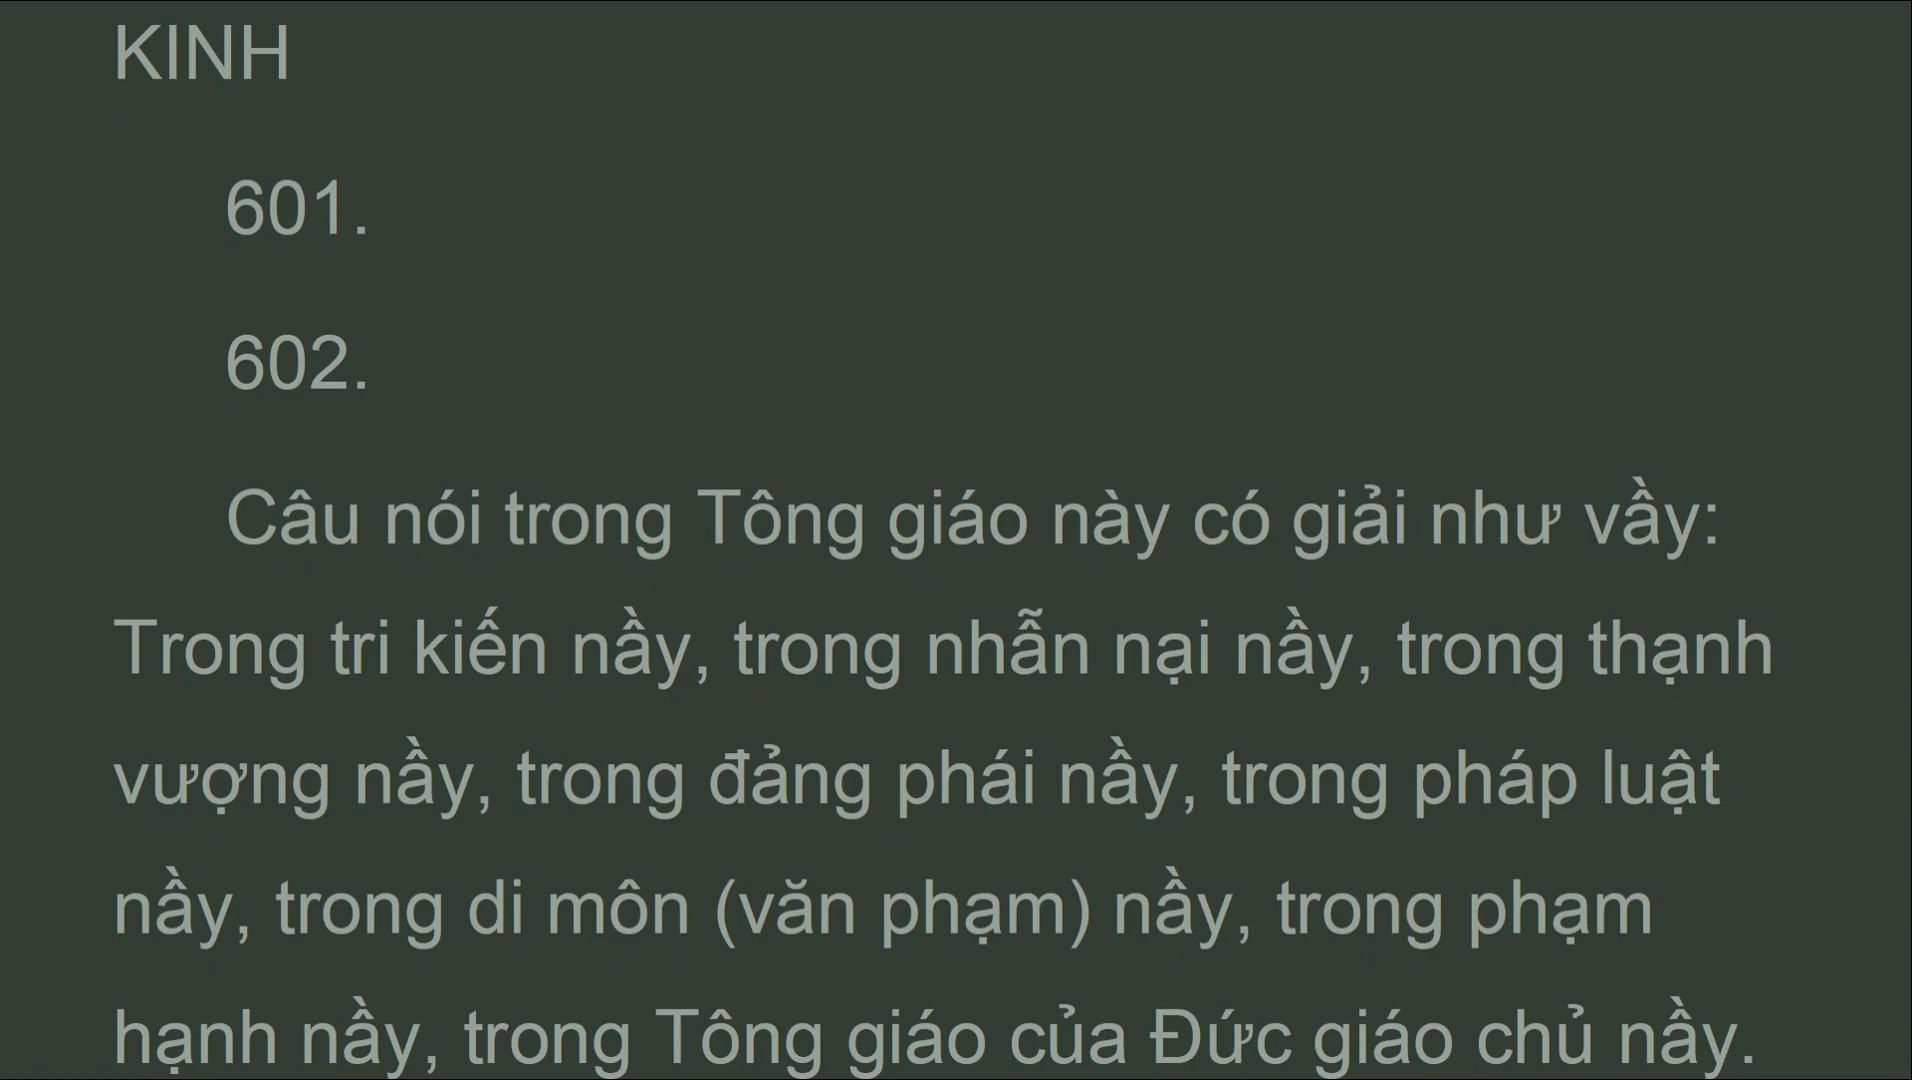 KINH
601.
602.
Câu nói trong Tông giáo này có giải như vầy:
Trong tri kiến nầy, trong nhẫn nại nầy, trong thạnh
vượng nầy, trong đảng phái nầy, trong pháp luật
nầy, trong di môn (văn phạm) nầy, trong phạm
hạnh nầy, trong Tông giáo của Đức giáo chủ nầy.